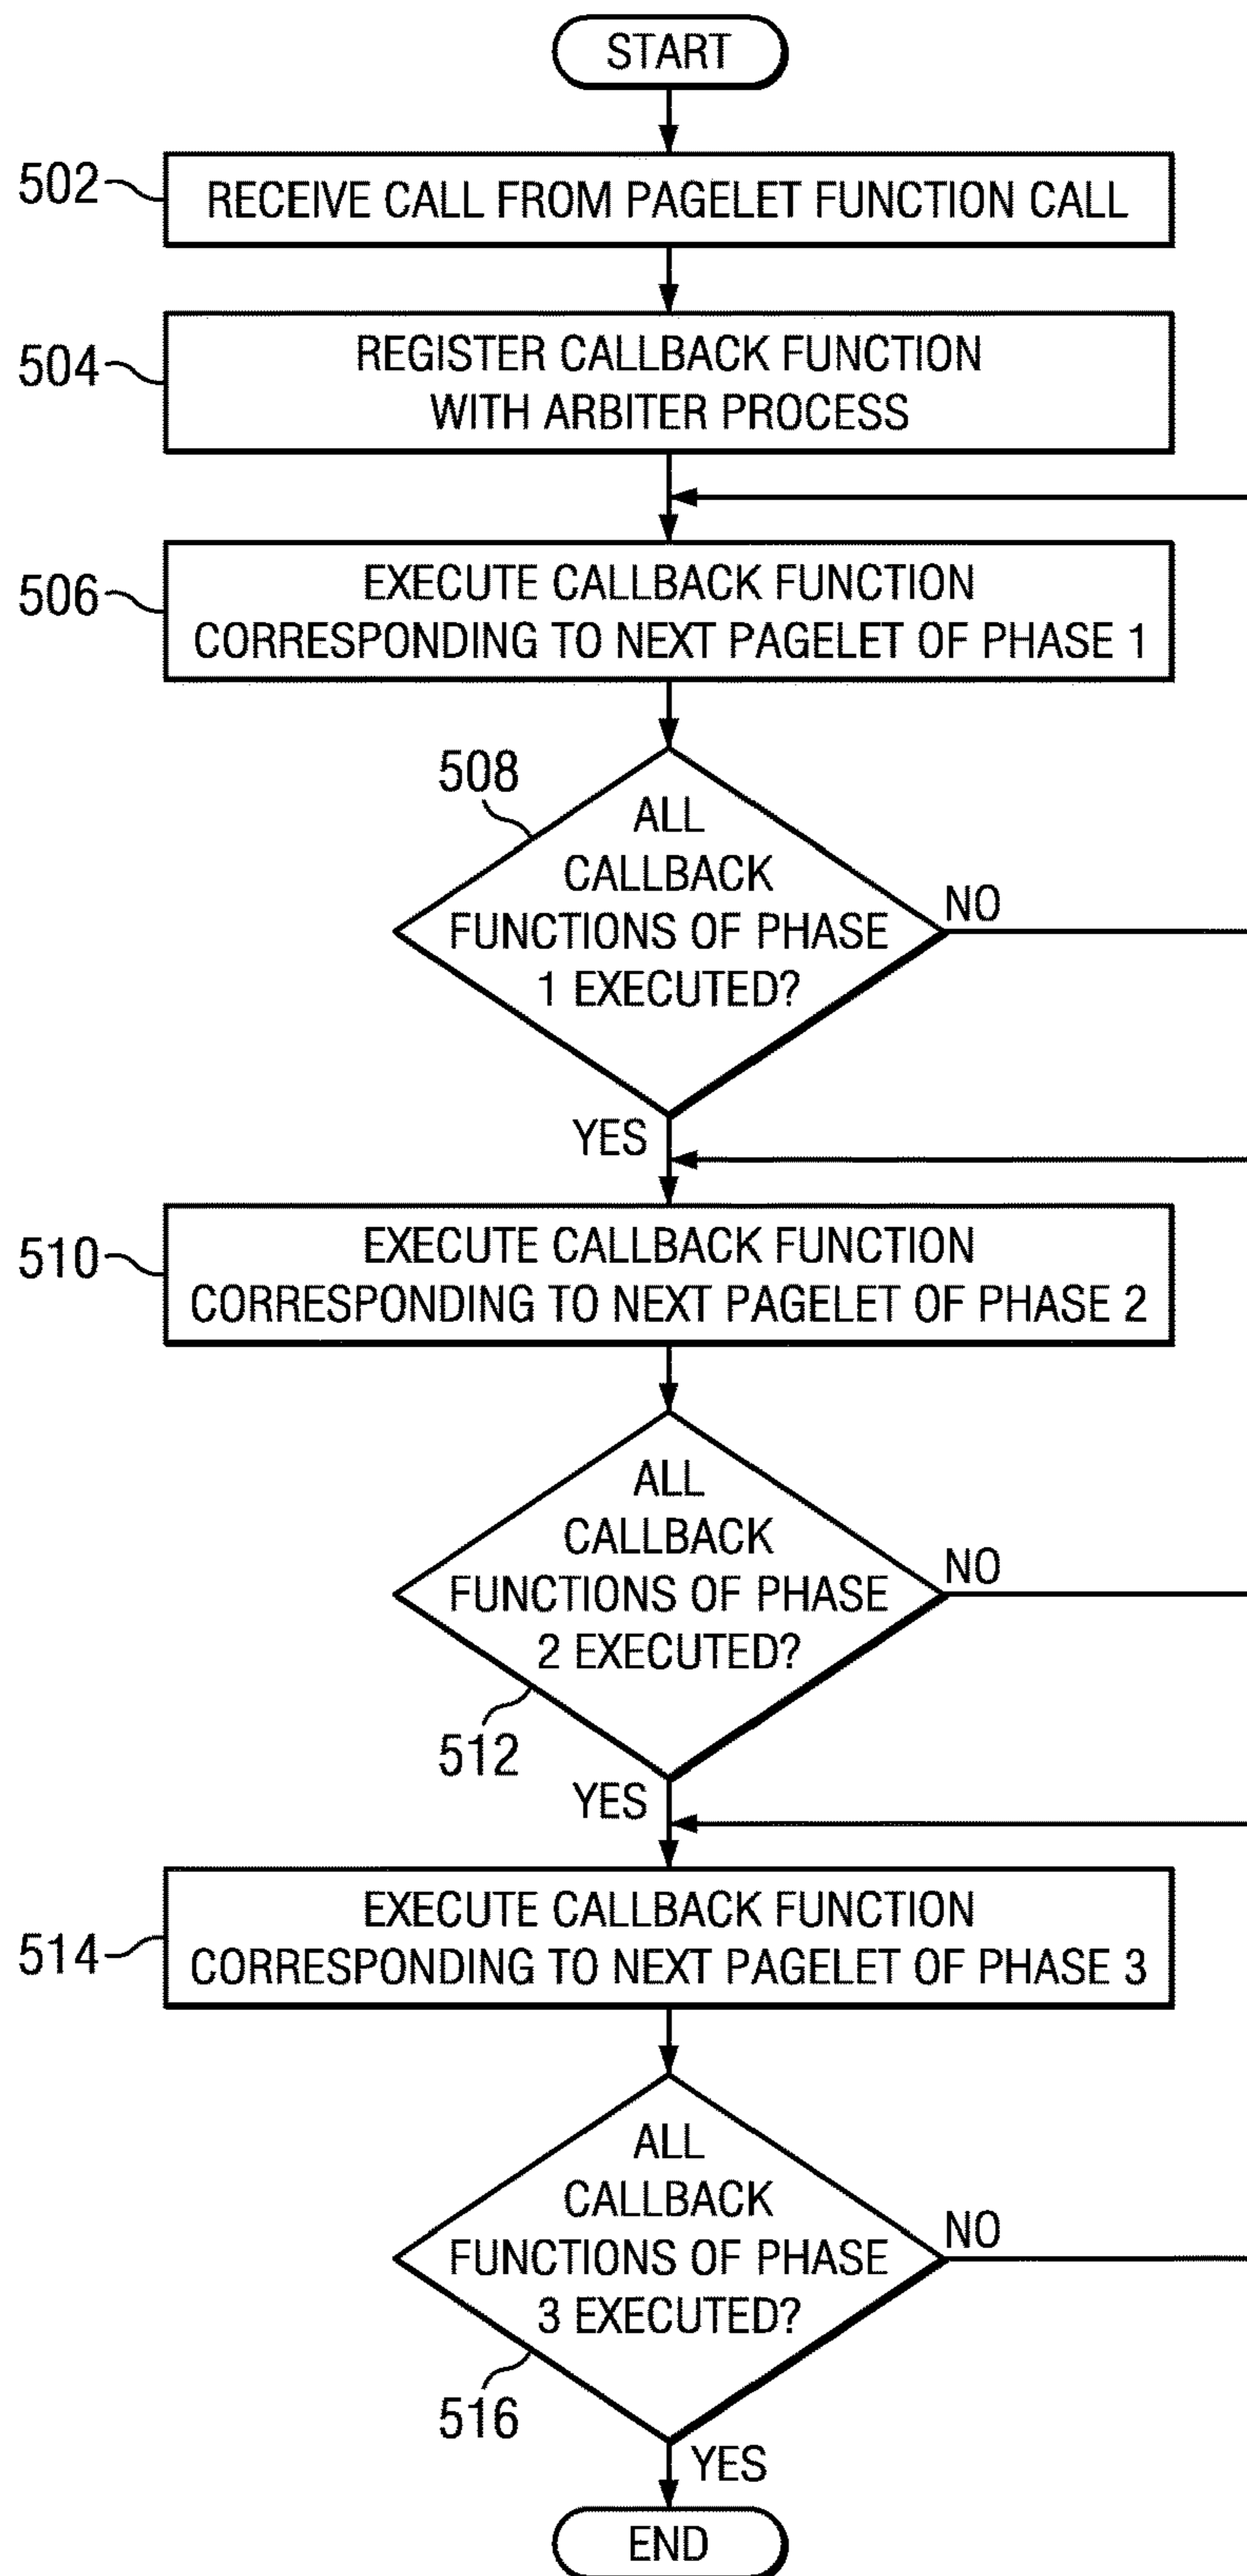 START
502
RECEIVE CALL FROM PAGELET FUNCTION CALL
504
REGISTER CALLBACK FUNCTION
WITH ARBITER PROCESS
506
EXECUTE CALLBACK FUNCTION
CORRESPONDING TO NEXT PAGELET OF PHASE 1
508
ALL
CALLBACK
FUNCTIONS OF PHASE
1 EXECUTED?
NO
YES
510
EXECUTE CALLBACK FUNCTION
CORRESPONDING TO NEXT PAGELET OF PHASE 2
ALL
CALLBACK
FUNCTIONS OF PHASE
2 EXECUTED?
NO
512
YES
514
EXECUTE CALLBACK FUNCTION
CORRESPONDING TO NEXT PAGELET OF PHASE 3
ALL
CALLBACK
FUNCTIONS OF PHASE
3 EXECUTED?
NO
516
YES
END